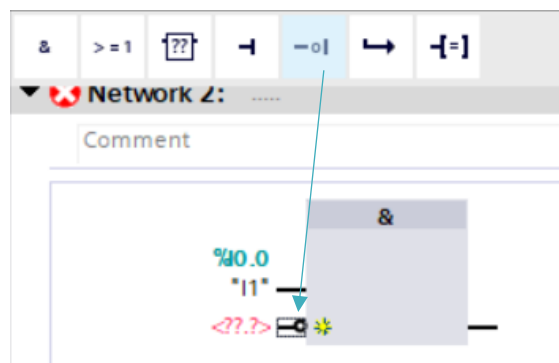 & >=1 ?? -[=]
Network 2: .....
Comment
&
%I0.0
"I1"
<??.?>